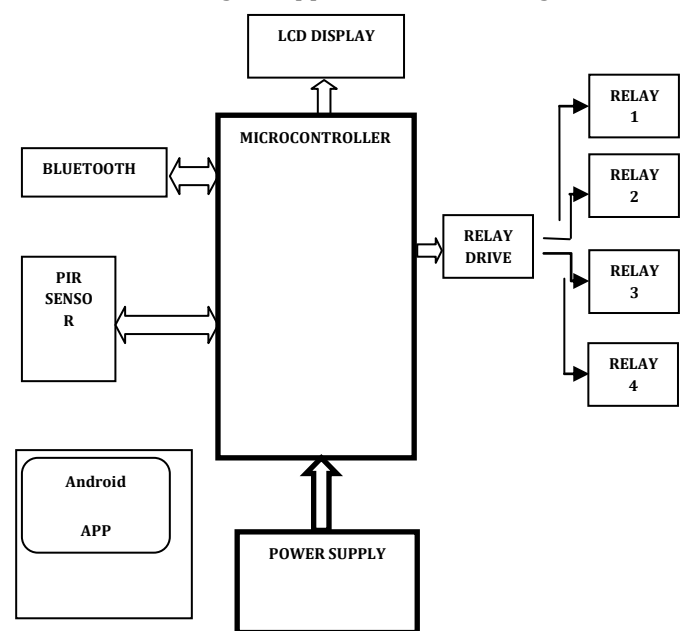 LCD DISPLAY
MICROCONTROLLER
BLUETOOTH
PIR
SENSO
R
RELAY
DRIVE
RELAY
1
RELAY
2
RELAY
3
RELAY
4
Android
APP
POWER SUPPLY